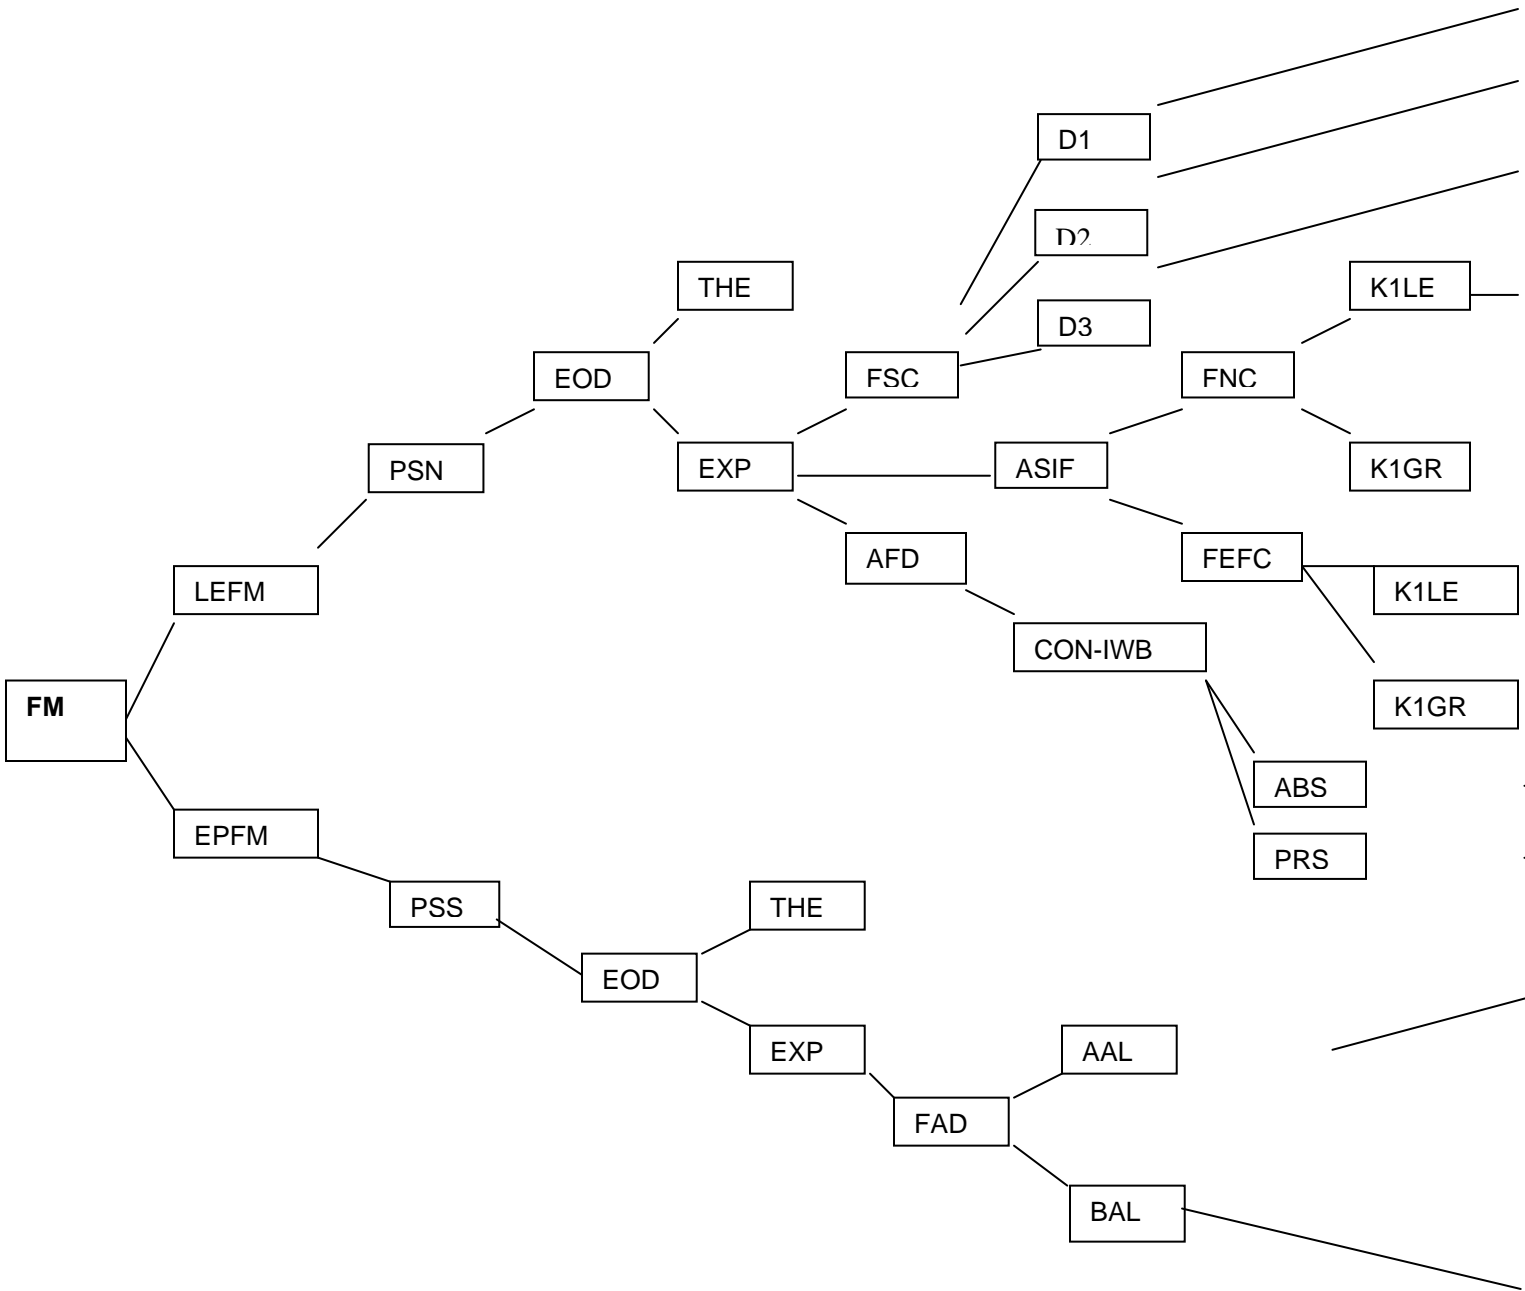 D1
D2
THE
K1LE
D3
EOD
FSC
FNC
PSN
EXP
ASIF
K1GR
AFD
FEFC
LEFM
K1LE
CON-IWB
FM
K1GR
ABS
EPFM
PRS
PSS
THE
EOD
EXP
AAL
FAD
BAL